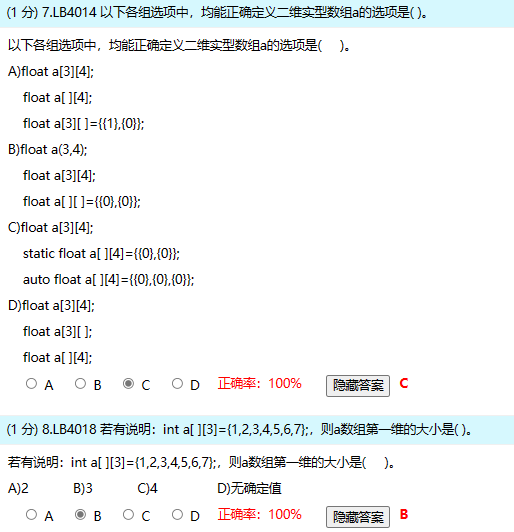 (1 分) 7.LB4014 以下各组选项中，均能正确定义二维实型数组a的选项是( )。
以下各组选项中，均能正确定义二维实型数组a的选项是( )。
A)float a[3][4];
float a[ ][4];
float a[3][ ]={{1},{0}};
B)float a(3,4);
float a[3][4];
float a[ ][ ]={{0},{0}};
C)float a[3][4];
static float a[ ][4]={{0},{0}};
auto float a[ ][4]={{0},{0},{0}};
D)float a[3][4];
float a[3][ ];
float a[ ][4];
A B C D 正确率：100% 隐藏答案 C
(1 分) 8.LB4018 若有说明：int a[ ][3]={1,2,3,4,5,6,7};，则a数组第一维的大小是( )。
若有说明：int a[ ][3]={1,2,3,4,5,6,7};，则a数组第一维的大小是( )。
A)2 B)3 C)4 D)无确定值
A B C D 正确率：100% 隐藏答案 B